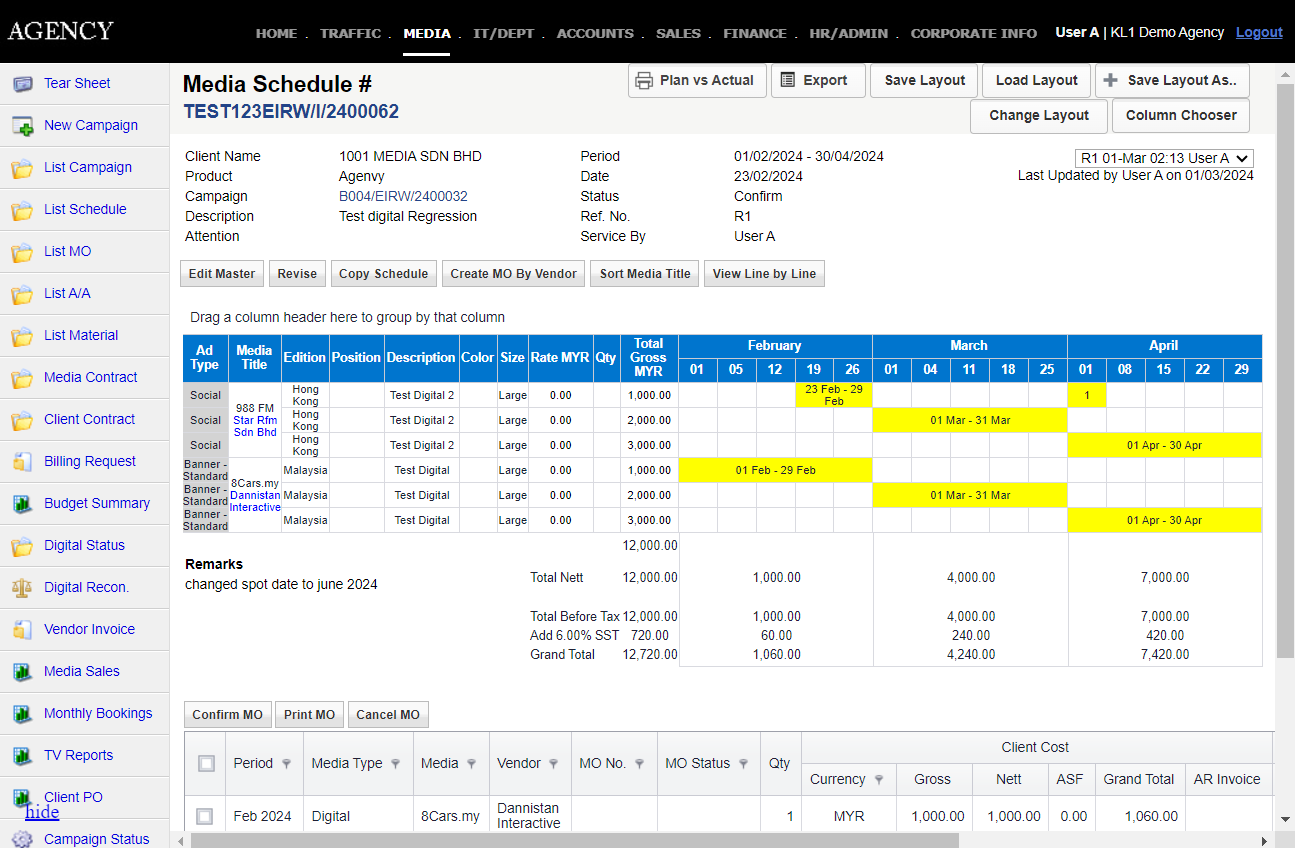 AGENCY
HOME . TRAFFIC . MEDIA . IT/DEPT . ACCOUNTS . SALES . FINANCE . HR/ADMIN . CORPORATE INFO User A | KL1 Demo Agency Logout
Tear Sheet
New Campaign
List Campaign
List Schedule
List MO
List A/A
List Material
Media Contract
Client Contract
Billing Request
Budget Summary
Digital Status
Digital Recon.
Vendor Invoice
Media Sales
Monthly Bookings
TV Reports
Client PO
hide
Campaign Status
Media Schedule #
TEST123EIRW/I/2400062
Plan vs Actual Export Save Layout Load Layout Save Layout As..
Change Layout Column Chooser
Client Name 1001 MEDIA SDN BHD Period 01/02/2024 - 30/04/2024 R1 01-Mar 02:13 User A
Product Agenvy Date 23/02/2024 Last Updated by User A on 01/03/2024
Campaign B004/EIRW/2400032 Status Confirm
Description Test digital Regression Ref. No. R1
Attention Service By User A
Edit Master Revise Copy Schedule Create MO By Vendor Sort Media Title View Line by Line
Drag a column header here to group by that column
Ad Type Media Title Edition Position Description Color Size Rate MYR Qty Total Gross MYR February March April
01 05 12 19 26 01 04 11 18 25 01 08 15 22 29
Social 988 FM Star Rfm Sdn Bhd Hong Kong Test Digital 2 Large 0.00 1,000.00 23 Feb - 29 Feb 1
Social Hong Kong Test Digital 2 Large 0.00 2,000.00 01 Mar - 31 Mar
Social Hong Kong Test Digital 2 Large 0.00 3,000.00 01 Apr - 30 Apr
Banner - Standard 8Cars.my Dannistan Interactive Malaysia Test Digital Large 0.00 1,000.00 01 Feb - 29 Feb
Banner - Standard Malaysia Test Digital Large 0.00 2,000.00 01 Mar - 31 Mar
Banner - Standard Malaysia Test Digital Large 0.00 3,000.00 01 Apr - 30 Apr
12,000.00
Remarks
changed spot date to june 2024
Total Nett 12,000.00 1,000.00 4,000.00 7,000.00
Total Before Tax 12,000.00 1,000.00 4,000.00 7,000.00
Add 6.00% SST 720.00 60.00 240.00 420.00
Grand Total 12,720.00 1,060.00 4,240.00 7,420.00
Confirm MO Print MO Cancel MO
Period Media Type Media Vendor MO No. MO Status Qty Client Cost
Currency Gross Nett ASF Grand Total AR Invoice
Feb 2024 Digital 8Cars.my Dannistan Interactive 1 MYR 1,000.00 1,000.00 0.00 1,060.00